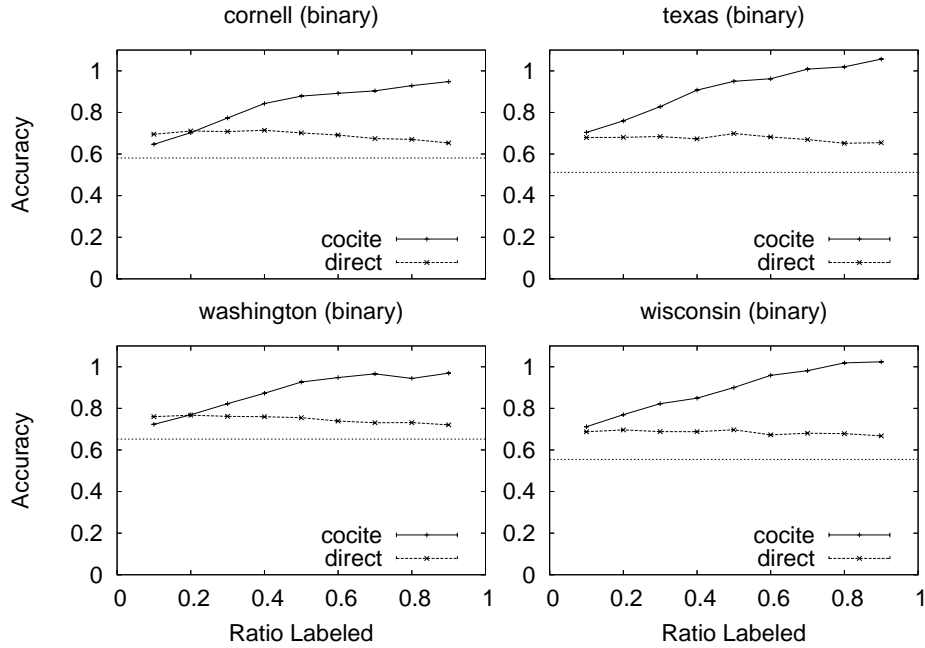 cornell (binary)
texas (binary)
Accuracy
1
0.8
0.6
0.4
0.2
0
cocite
direct
1
0.8
0.6
0.4
0.2
0
cocite
direct
washington (binary)
wisconsin (binary)
Accuracy
1
0.8
0.6
0.4
0.2
0
cocite
direct
0 0.2 0.4 0.6 0.8 1
Ratio Labeled
1
0.8
0.6
0.4
0.2
0
cocite
direct
0 0.2 0.4 0.6 0.8 1
Ratio Labeled